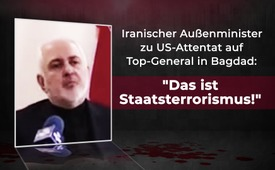 Iranischer Außenminister
zu US-Attentat auf
Top-General in Bagdad:
"Das ist
Staatsterrorismus!"